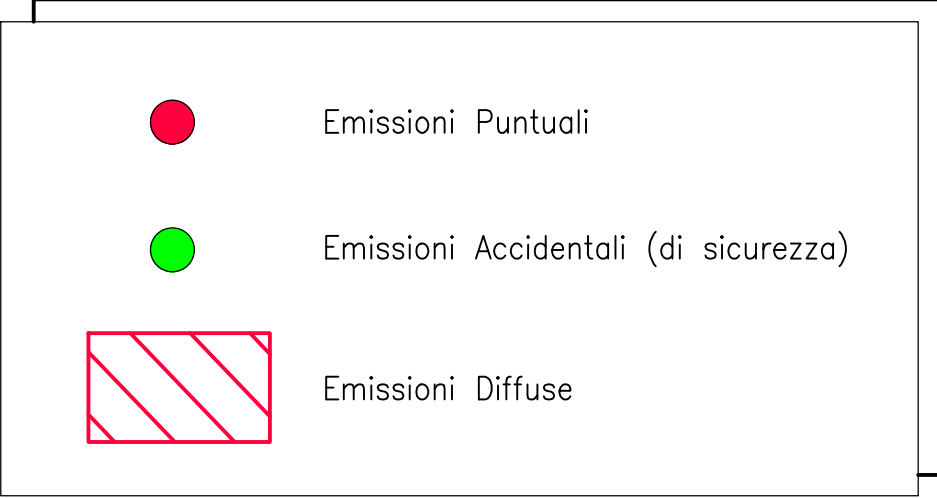 Emissioni Puntuali
Emissioni Accidentali (di sicurezza)
Emissioni Diffuse